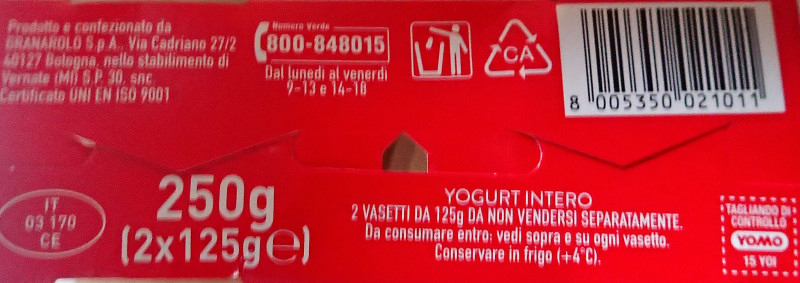 Prodotto e confezionato da
GRANAROLO S.p.A., Via Cadriano 27/2
40127 Bologna, nello stabilimento di
Vernate (MI) S.P. 30, snc.
Certificato UNI EN ISO 9001
Numero Verde
800-848015
Dal lunedì al venerdì
9-13 e 14-18
CA
8 005350 021011
IT
03 170
CE
250g
(2x125g e)
YOGURT INTERO
2 VASETTI DA 125g DA NON VENDERSI SEPARATAMENTE.
Da consumare entro: vedi sopra e su ogni vasetto.
Conservare in frigo (+4°C).
TAGLIANDO DI
CONTROLLO
YOMO
15 YOI